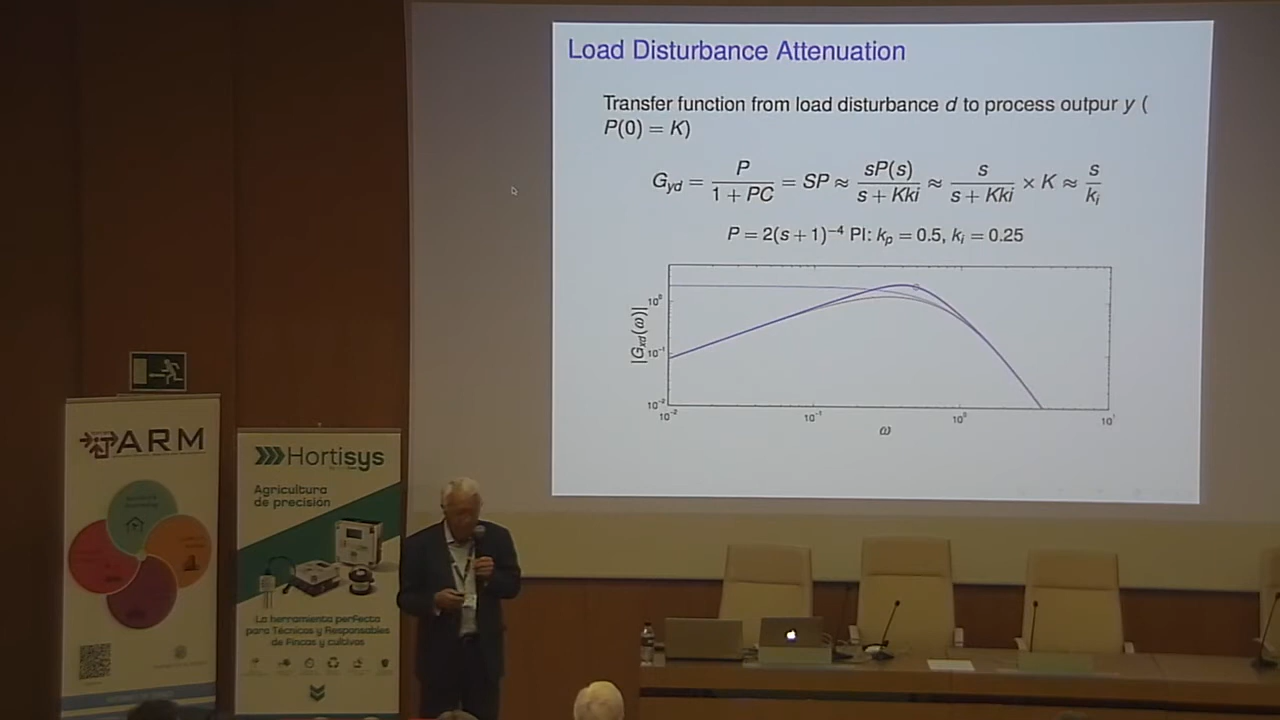 Load Disturbance Attenuation
Transfer function from load disturbance d to process outpur y (
P(0) = K)
G_yd = P / (1 + PC) = SP ≈ sP(s) / (s + Kki) ≈ s / (s + Kki) × K ≈ s / k_i
P = 2(s + 1)^−4 PI: k_p = 0.5, k_i = 0.25
|G_xd(ω)|
10^0
10^-1
10^-2
10^-2 10^-1 10^0 10^1
ω
ARM
Hortisys
Agricultura
de precisión
La herramienta perfecta
para Técnicos y Responsables
de Fincas y cultivos